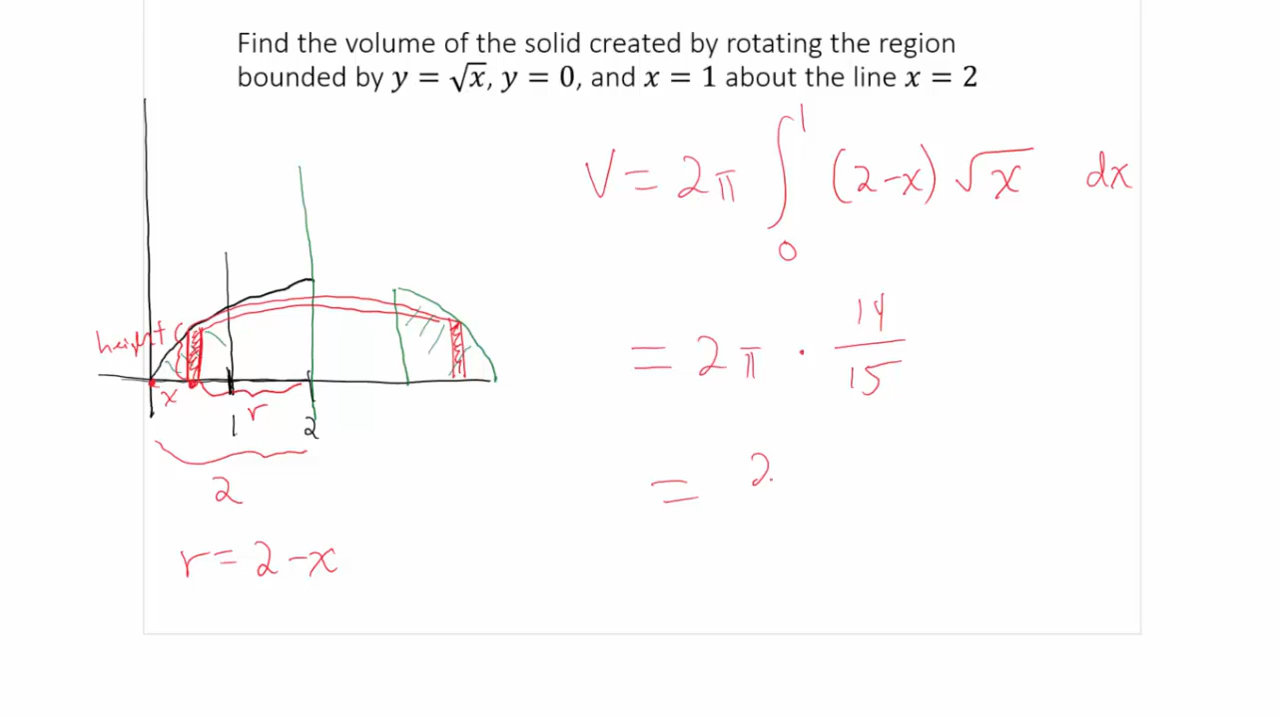 Find the volume of the solid created by rotating the region
bounded by y = √x, y = 0, and x = 1 about the line x = 2
V = 2π ∫₀¹ (2-x) √x dx
= 2π · 14/15
= 2
height
x
r
1
2
2
r = 2-x